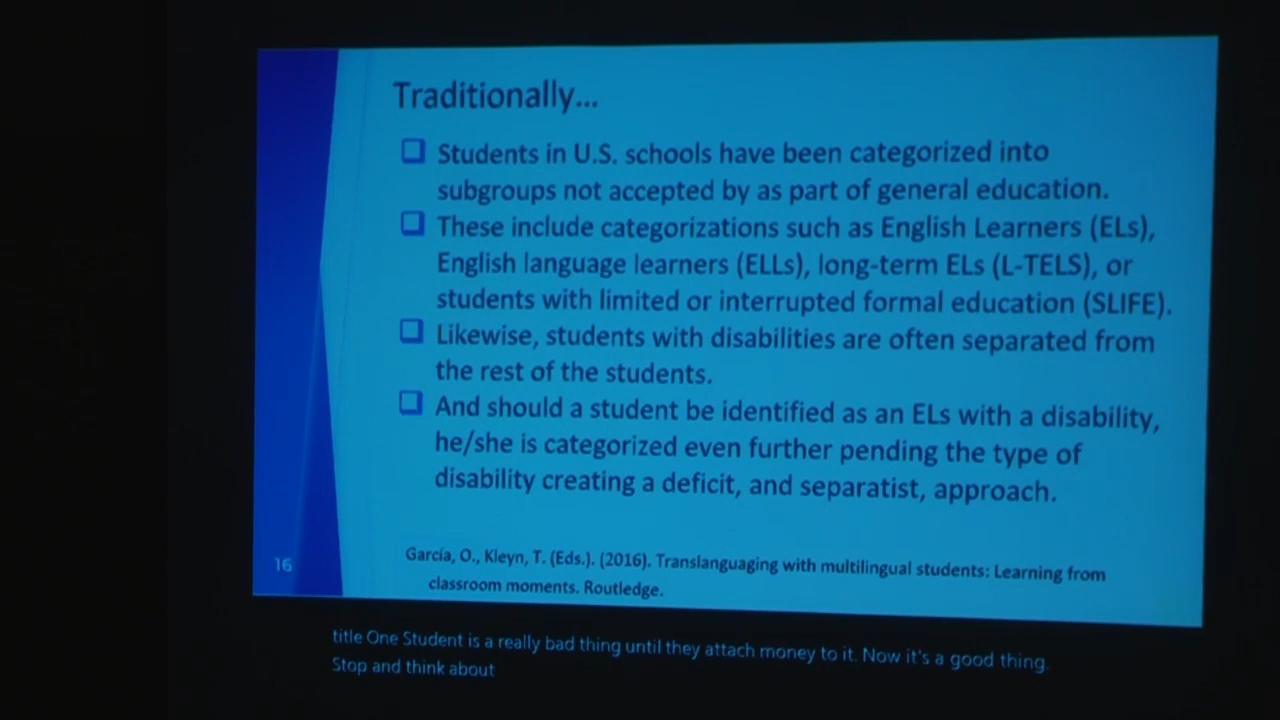 Traditionally...
Students in U.S. schools have been categorized into
subgroups not accepted by as part of general education.
These include categorizations such as English Learners (ELs),
English language learners (ELLs), long-term ELs (L-TELS), or
students with limited or interrupted formal education (SLIFE).
Likewise, students with disabilities are often separated from
the rest of the students.
And should a student be identified as an ELs with a disability,
he/she is categorized even further pending the type of
disability creating a deficit, and separatist, approach.
16
García, O., Kleyn, T. (Eds.). (2016). Translanguaging with multilingual students: Learning from
classroom moments. Routledge.
title One Student is a really bad thing until they attach money to it. Now it's a good thing.
Stop and think about